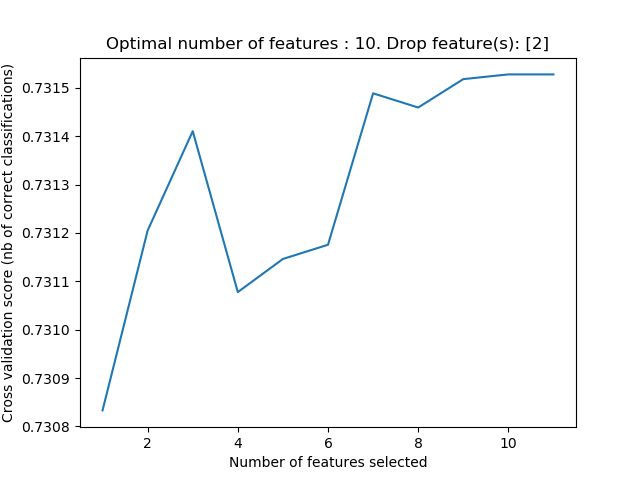 Optimal number of features : 10. Drop feature(s): [2]
Cross validation score (nb of correct classifications)
0.7315
0.7314
0.7313
0.7312
0.7311
0.7310
0.7309
0.7308
2 4 6 8 10
Number of features selected